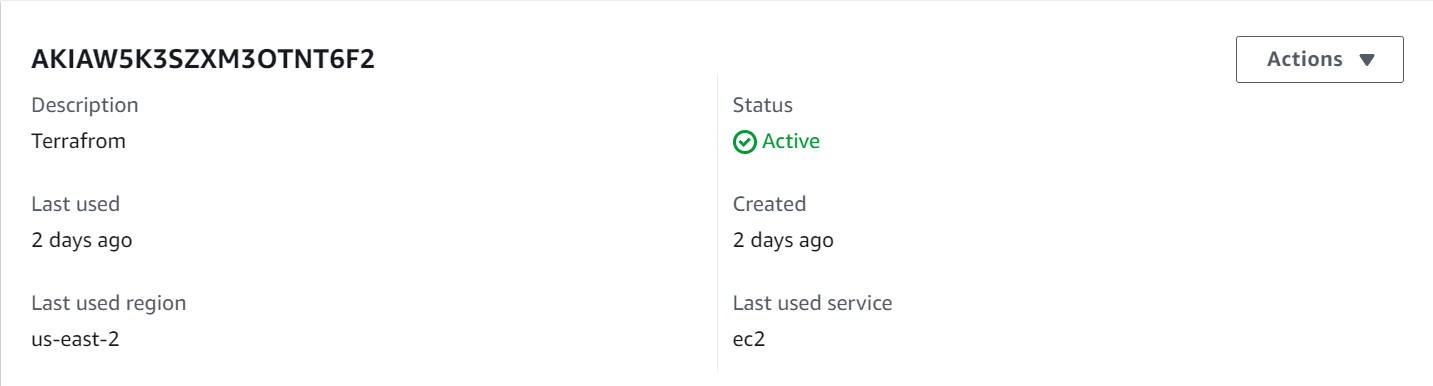 AKIAW5K3SZXM3OTNT6F2
Actions
Description
Terrafrom
Status
Active
Last used
2 days ago
Created
2 days ago
Last used region
us-east-2
Last used service
ec2